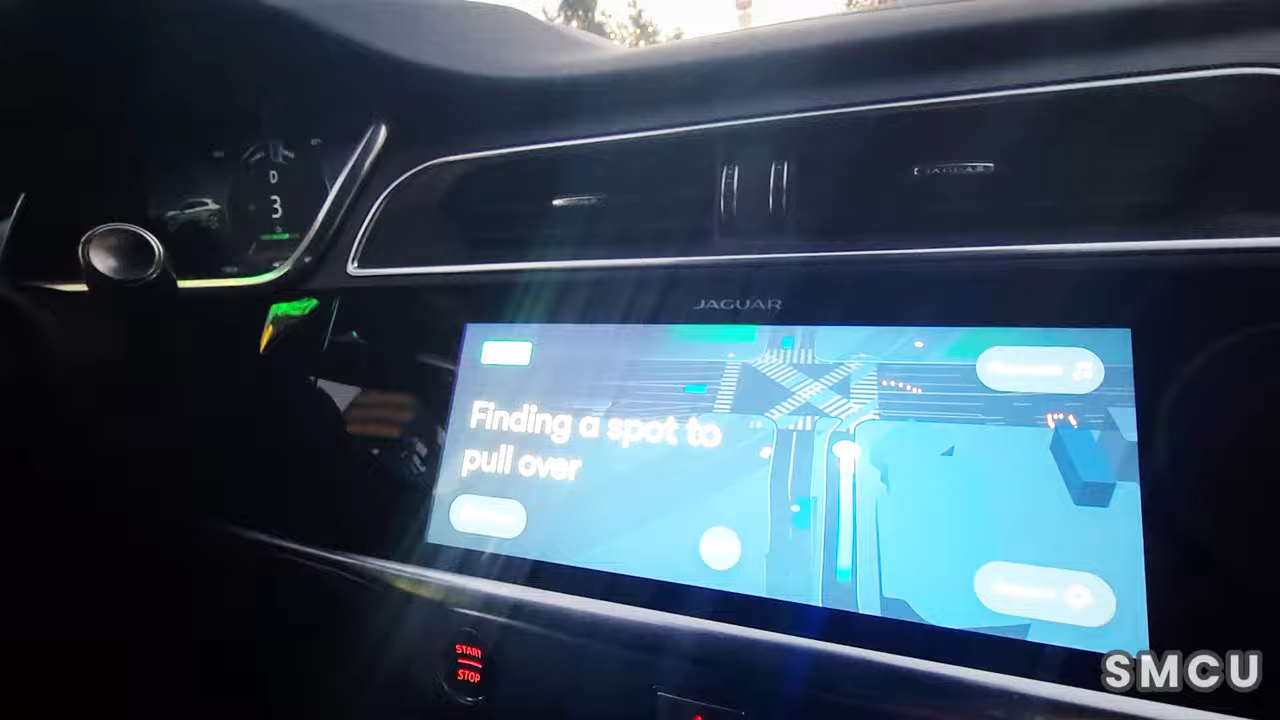 D
3
JAGUAR
JAGUAR
Finding a spot to
pull over
START
STOP
SMCU